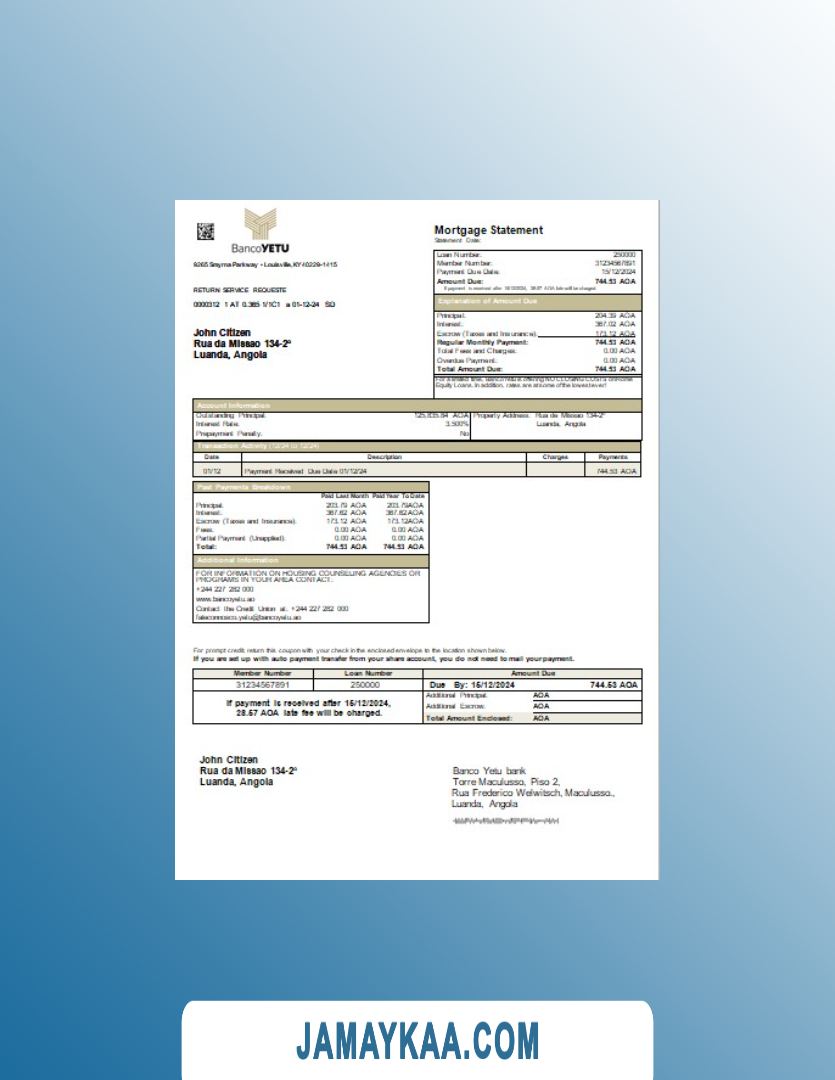 BancoYETU
9265 Smyrna Parkway • Louisville, KY 40229-1415
RETURN SERVICE REQUESTE
0000312 1 AT 0.365 1/1C1 a 01-12-24 SD
John Citizen
Rua da Missao 134-2º
Luanda, Angola
Mortgage Statement
Statement Date:
Loan Number: 250000
Member Number: 31234567891
Payment Due Date: 15/12/2024
Amount Due: 744.53 AOA
If payment is received after 15/12/2024, 28.57 AOA late will be charged.
Explanation of Amount Due
Principal: 204.39 AOA
Interest: 367.02 AOA
Escrow (Taxes and Insurance): 173.12 AOA
Regular Monthly Payment: 744.53 AOA
Total Fees and Charges: 0.00 AOA
Overdue Payment: 0.00 AOA
Total Amount Due: 744.53 AOA
For a limited time, Banco Yetu is offering NO CLOSING COSTS on Home
Equity Loans. In addition, rates are at some of the lowest ever!
Account Information
Outstanding Principal: 125,835.84 AOA Property Address: Rua de Missao 134-2º
Interest Rate: 3.500% Luanda, Angola
Prepayment Penalty: No
Transaction Activity (12/24 to 12/24)
Date Description Charges Payments
01/12 Payment Received Due Date 01/12/24 744.53 AOA
Past Payments Breakdown
Paid Last Month Paid Year To Date
Principal: 203.79 AOA 203.79AOA
Interest: 367.62 AOA 367.62AOA
Escrow (Taxes and Insurance): 173.12 AOA 173.12AOA
Fees: 0.00 AOA 0.00 AOA
Partial Payment (Unapplied): 0.00 AOA 0.00 AOA
Total: 744.53 AOA 744.53 AOA
Additional Information
FOR INFORMATION ON HOUSING COUNSELING AGENCIES OR
PROGRAMS IN YOUR AREA CONTACT:
+244 227 282 000
www.bancoyetu.ao
Contact the Credit Union at: +244 227 282 000
faleconnosco.yetu@bancoyetu.ao
For prompt credit return this coupon with your check in the enclosed envelope to the location shown below.
If you are set up with auto payment transfer from your share account, you do not need to mail your payment.
Member Number Loan Number Amount Due
31234567891 250000 Due By: 15/12/2024 744.53 AOA
If payment is received after 15/12/2024,
28.57 AOA late fee will be charged.
Additional Principal: AOA
Additional Escrow: AOA
Total Amount Enclosed: AOA
John Citizen
Rua da Missao 134-2º
Luanda, Angola
Banco Yetu bank
Torre Maculusso, Piso 2,
Rua Frederico Welwitsch, Maculusso.,
Luanda, Angola
JAMAYKAA.COM